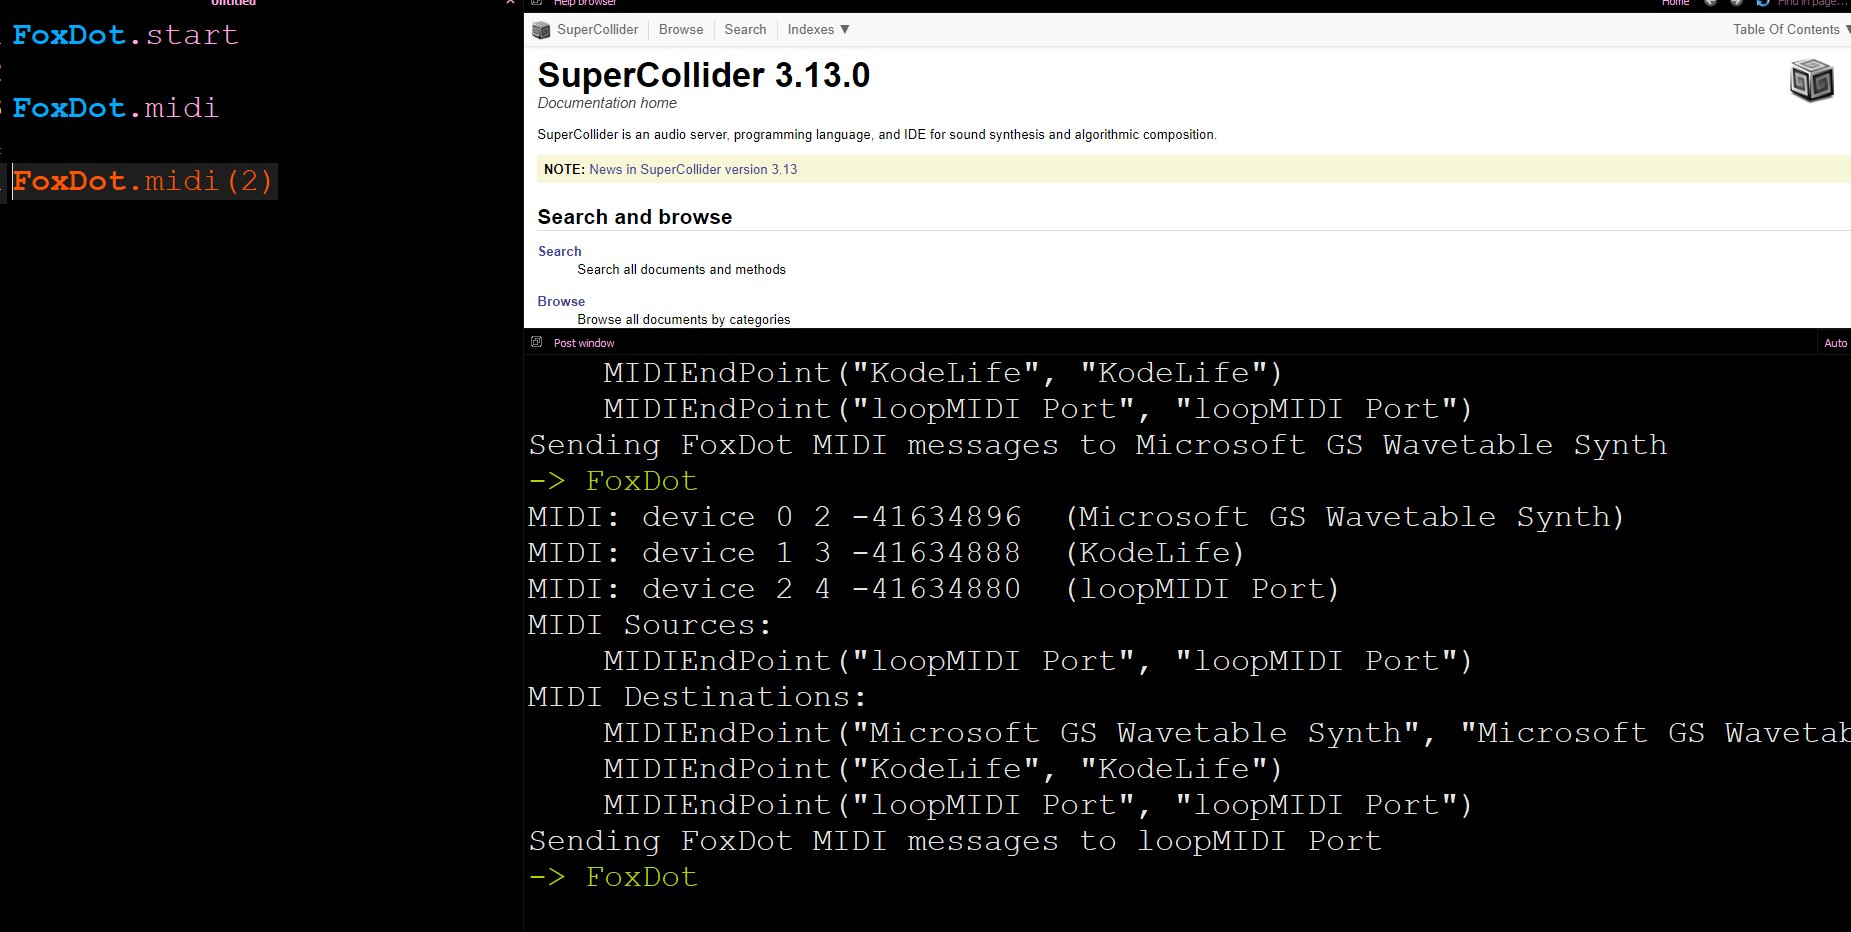 Untitled
FoxDot.start
FoxDot.midi
FoxDot.midi(2)
Help browser
Home
Find in page...
SuperCollider
Browse
Search
Indexes ▼
Table Of Contents ▼
SuperCollider 3.13.0
Documentation home
SuperCollider is an audio server, programming language, and IDE for sound synthesis and algorithmic composition.
NOTE: News in SuperCollider version 3.13
Search and browse
Search
Search all documents and methods
Browse
Browse all documents by categories
Post window
Auto
MIDIEndPoint("KodeLife", "KodeLife")
MIDIEndPoint("loopMIDI Port", "loopMIDI Port")
Sending FoxDot MIDI messages to Microsoft GS Wavetable Synth
-> FoxDot
MIDI: device 0 2 -41634896 (Microsoft GS Wavetable Synth)
MIDI: device 1 3 -41634888 (KodeLife)
MIDI: device 2 4 -41634880 (loopMIDI Port)
MIDI Sources:
MIDIEndPoint("loopMIDI Port", "loopMIDI Port")
MIDI Destinations:
MIDIEndPoint("Microsoft GS Wavetable Synth", "Microsoft GS Wavetab
MIDIEndPoint("KodeLife", "KodeLife")
MIDIEndPoint("loopMIDI Port", "loopMIDI Port")
Sending FoxDot MIDI messages to loopMIDI Port
-> FoxDot